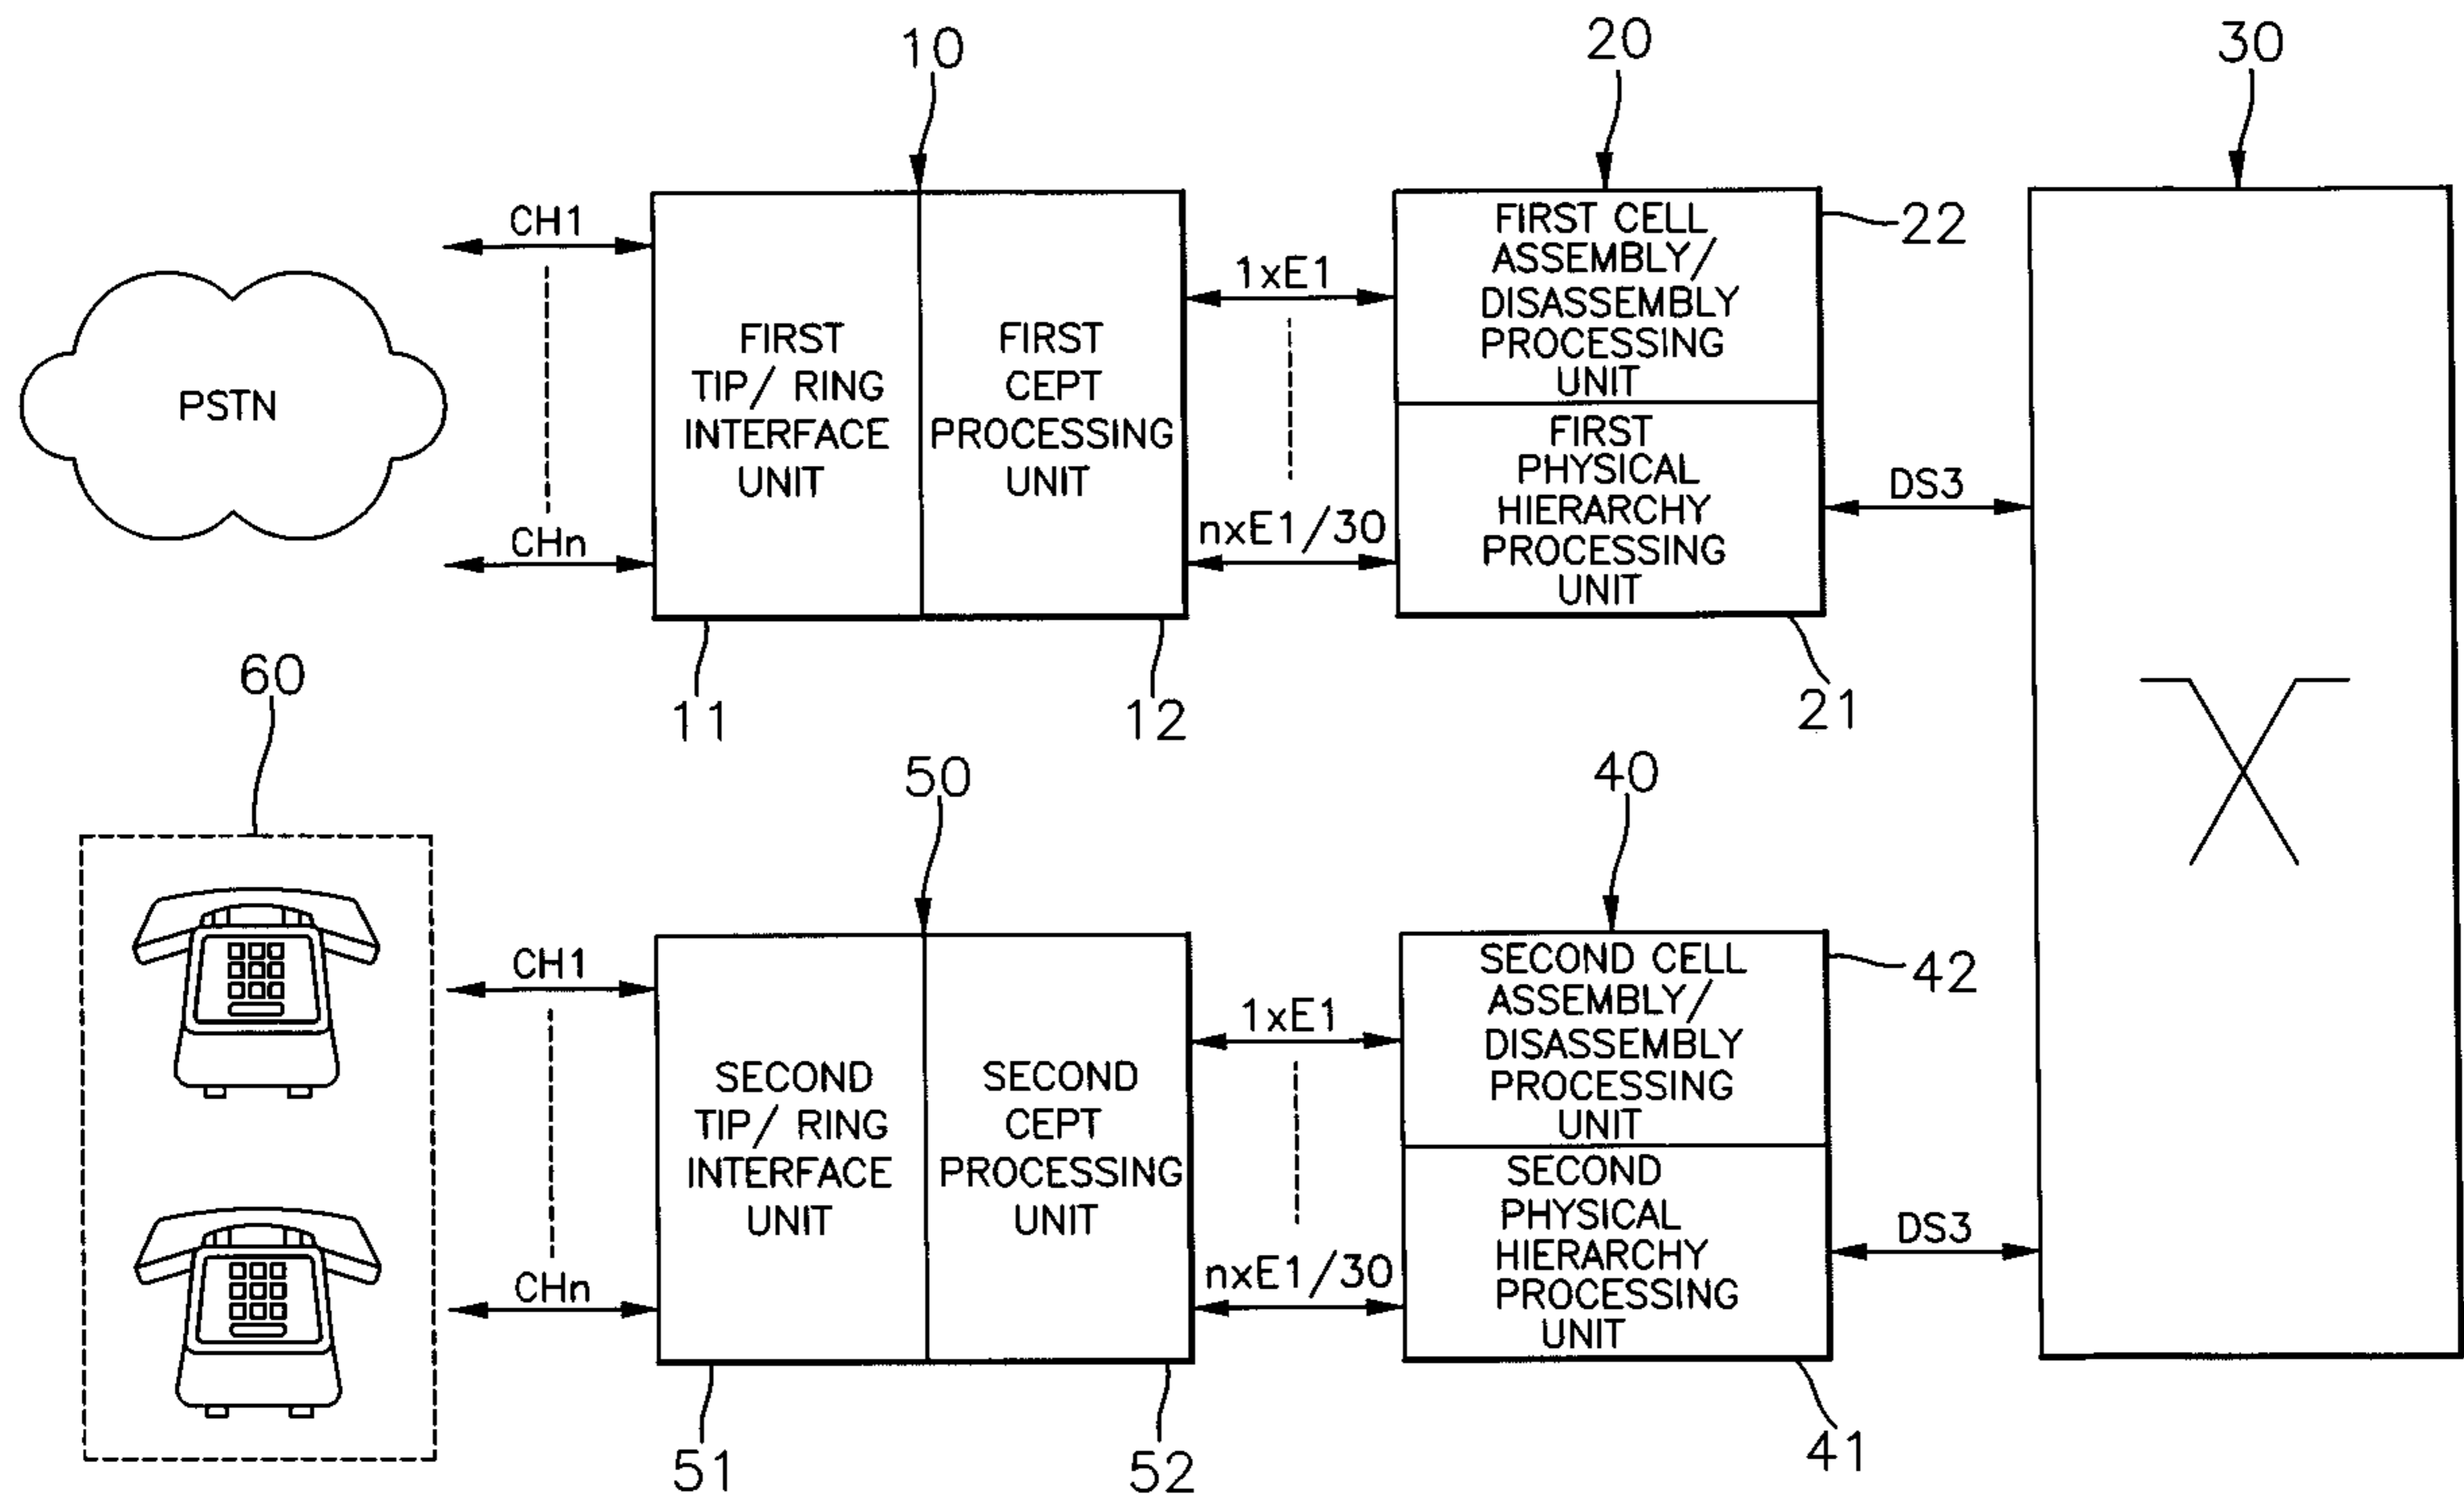 10
20
30
CH1
CHn
PSTN
FIRST
TIP/ RING
INTERFACE
UNIT
FIRST
CEPT
PROCESSING
UNIT
1xE1
nxE1/30
FIRST CELL
ASSEMBLY/
DISASSEMBLY
PROCESSING
UNIT
FIRST
PHYSICAL
HIERARCHY
PROCESSING
UNIT
22
DS3
11
12
21
X
60
50
40
CH1
CHn
SECOND
TIP/ RING
INTERFACE
UNIT
SECOND
CEPT
PROCESSING
UNIT
1xE1
nxE1/30
SECOND CELL
ASSEMBLY/
DISASSEMBLY
PROCESSING
UNIT
SECOND
PHYSICAL
HIERARCHY
PROCESSING
UNIT
42
DS3
51
52
41